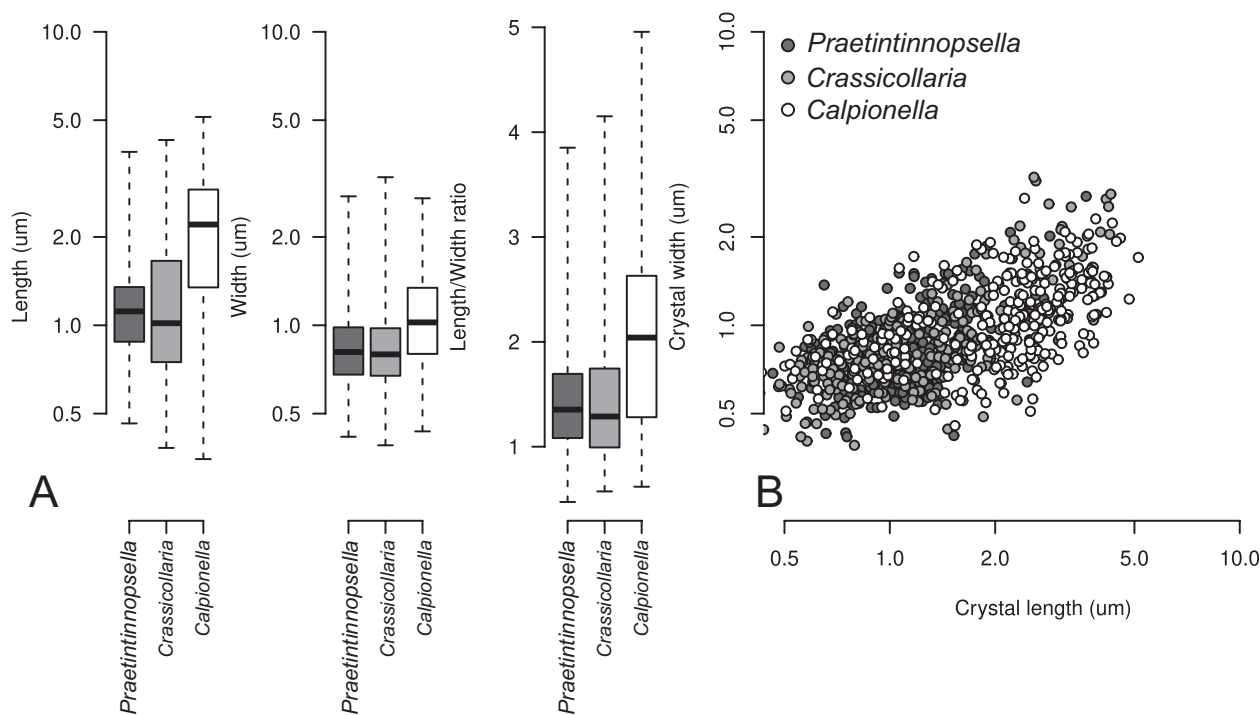 10.0
5.0
2.0
1.0
0.5
Length (um)
Praetintinnopsella
Crassicollaria
Calpionella
A
10.0
5.0
2.0
1.0
0.5
Width (um)
Praetintinnopsella
Crassicollaria
Calpionella
5
4
3
2
1
Length/Width ratio
Praetintinnopsella
Crassicollaria
Calpionella
10.0
5.0
2.0
1.0
0.5
Crystal width (um)
Praetintinnopsella
Crassicollaria
Calpionella
B
0.5 1.0 2.0 5.0 10.0
Crystal length (um)